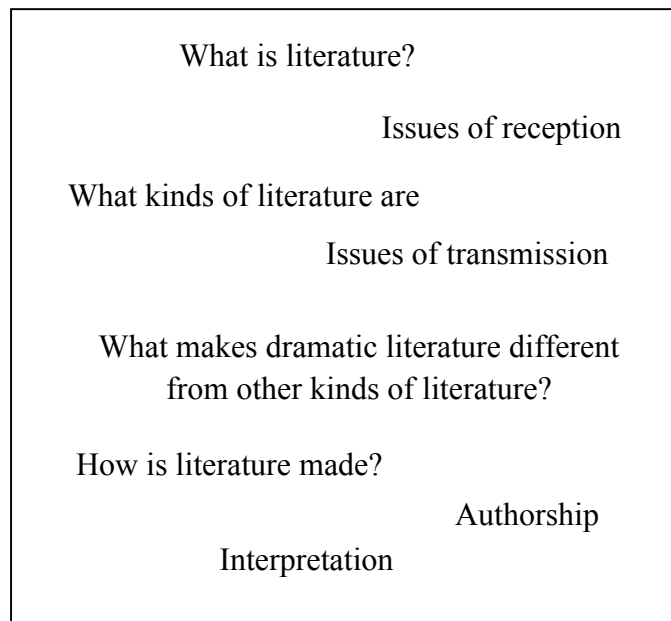 What is literature?
Issues of reception
What kinds of literature are
Issues of transmission
What makes dramatic literature different
from other kinds of literature?
How is literature made?
Authorship
Interpretation